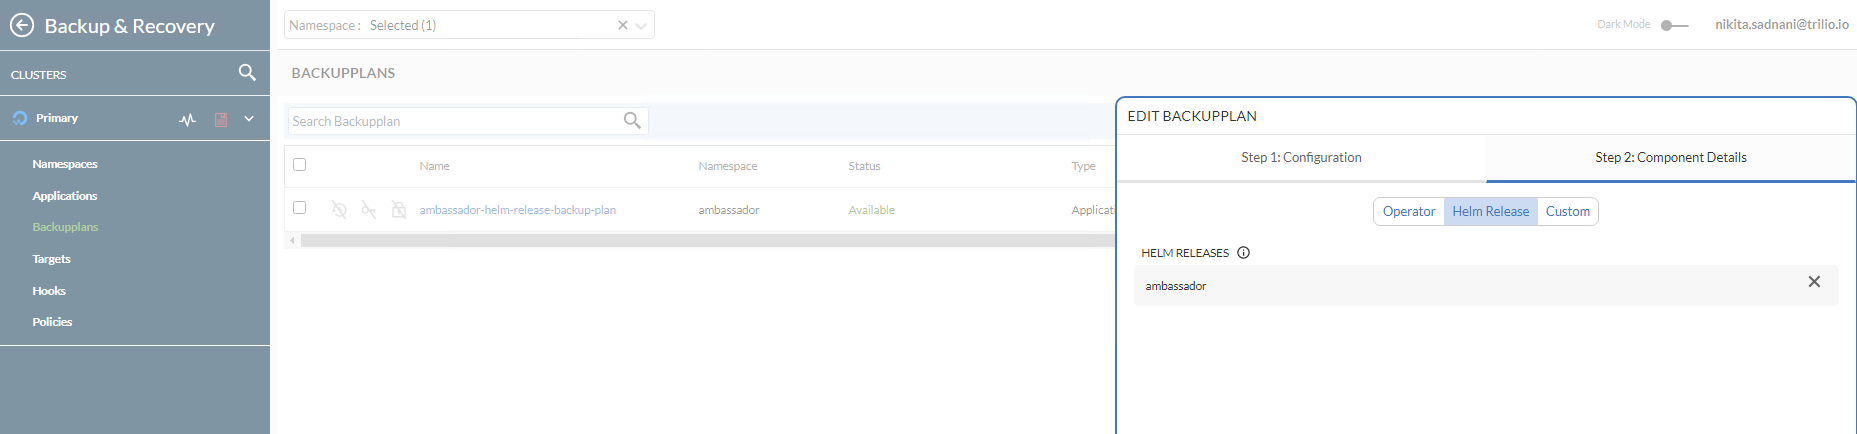 Backup & Recovery
CLUSTERS
Primary
Namespaces
Applications
Backupplans
Targets
Hooks
Policies
Namespace : Selected (1)
Dark Mode
nikita.sadnani@trilio.io
BACKUPPLANS
Search Backupplan
Name Namespace Status Type
ambassador-helm-release-backup-plan ambassador Available Applicati
EDIT BACKUPPLAN
Step 1: Configuration Step 2: Component Details
Operator Helm Release Custom
HELM RELEASES
ambassador